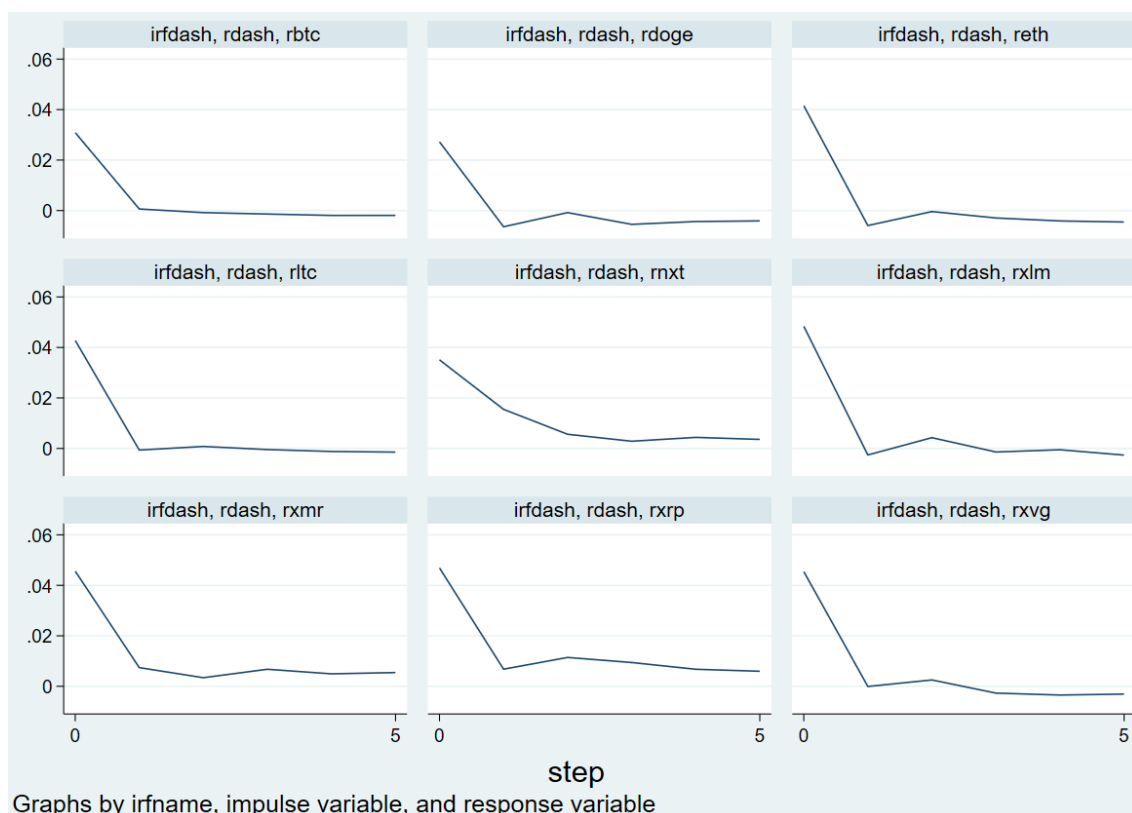 irfdash, rdash, rbtc irfdash, rdash, rdoge irfdash, rdash, reth
.06
.04
.02
0
irfdash, rdash, rltc irfdash, rdash, rnxt irfdash, rdash, rxlm
.06
.04
.02
0
irfdash, rdash, rxmr irfdash, rdash, rxrp irfdash, rdash, rxvg
.06
.04
.02
0
0 5 0 5 0 5
step
Graphs by irfname, impulse variable, and response variable